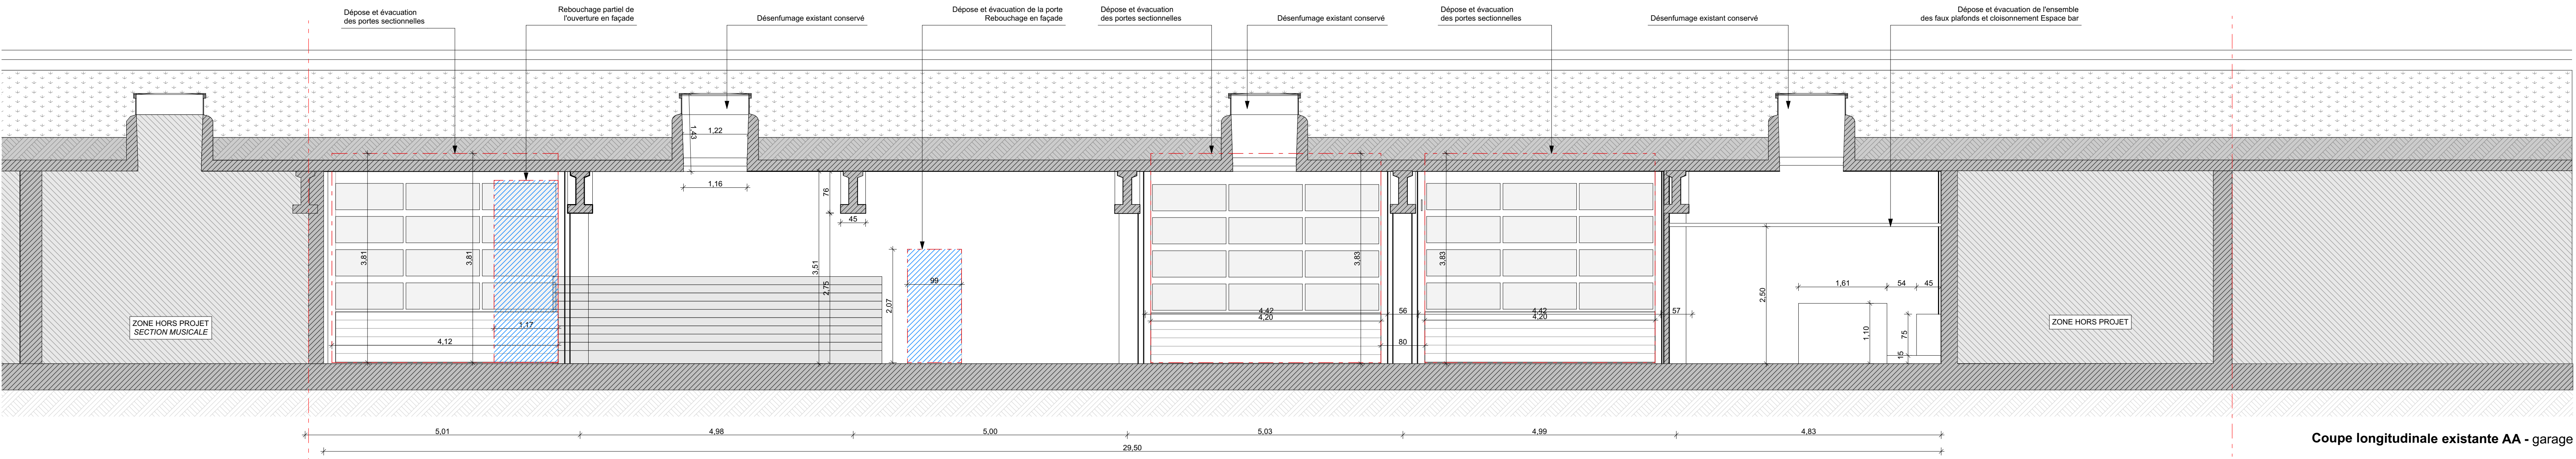 Dépose et évacuation
des portes sectionnelles
Rebouchage partiel de
l'ouverture en façade
Désenfumage existant conservé
Dépose et évacuation de la porte
Rebouchage en façade
Dépose et évacuation
des portes sectionnelles
Désenfumage existant conservé
Dépose et évacuation
des portes sectionnelles
Désenfumage existant conservé
Dépose et évacuation de l'ensemble
des faux plafonds et cloisonnement Espace bar
1,43
1,22
1,16
76
45
3,81
3,81
3,51
2,75
2,07
99
3,83
3,83
2,50
1,61
54
45
4,42
4,20
56
4,42
4,20
57
80
1,10
75
15
1,17
4,12
ZONE HORS PROJET
SECTION MUSICALE
ZONE HORS PROJET
5,01
4,98
5,00
5,03
4,99
4,83
29,50
Coupe longitudinale existante AA - garage